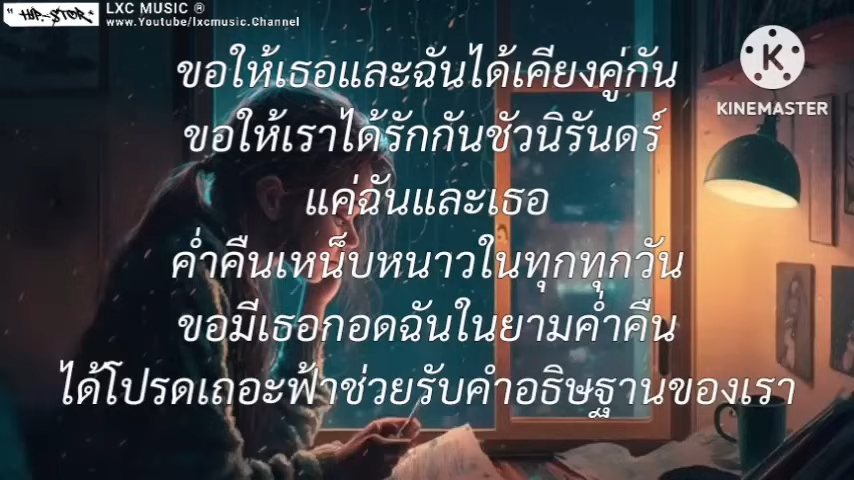 "HIP-STER"
LXC MUSIC ®
www.Youtube/lxcmusic.Channel
K
KINEMASTER
ขอให้เธอและฉันได้เคียงคู่กัน
ขอให้เราได้รักกันชัวนิรันดร์
แค่ฉันและเธอ
ค่ำคืนเหน็บหนาวในทุกทุกวัน
ขอมีเธอกอดฉันในยามค่ำคืน
ได้โปรดเถอะฟ้าช่วยรับคำอธิษฐานของเรา